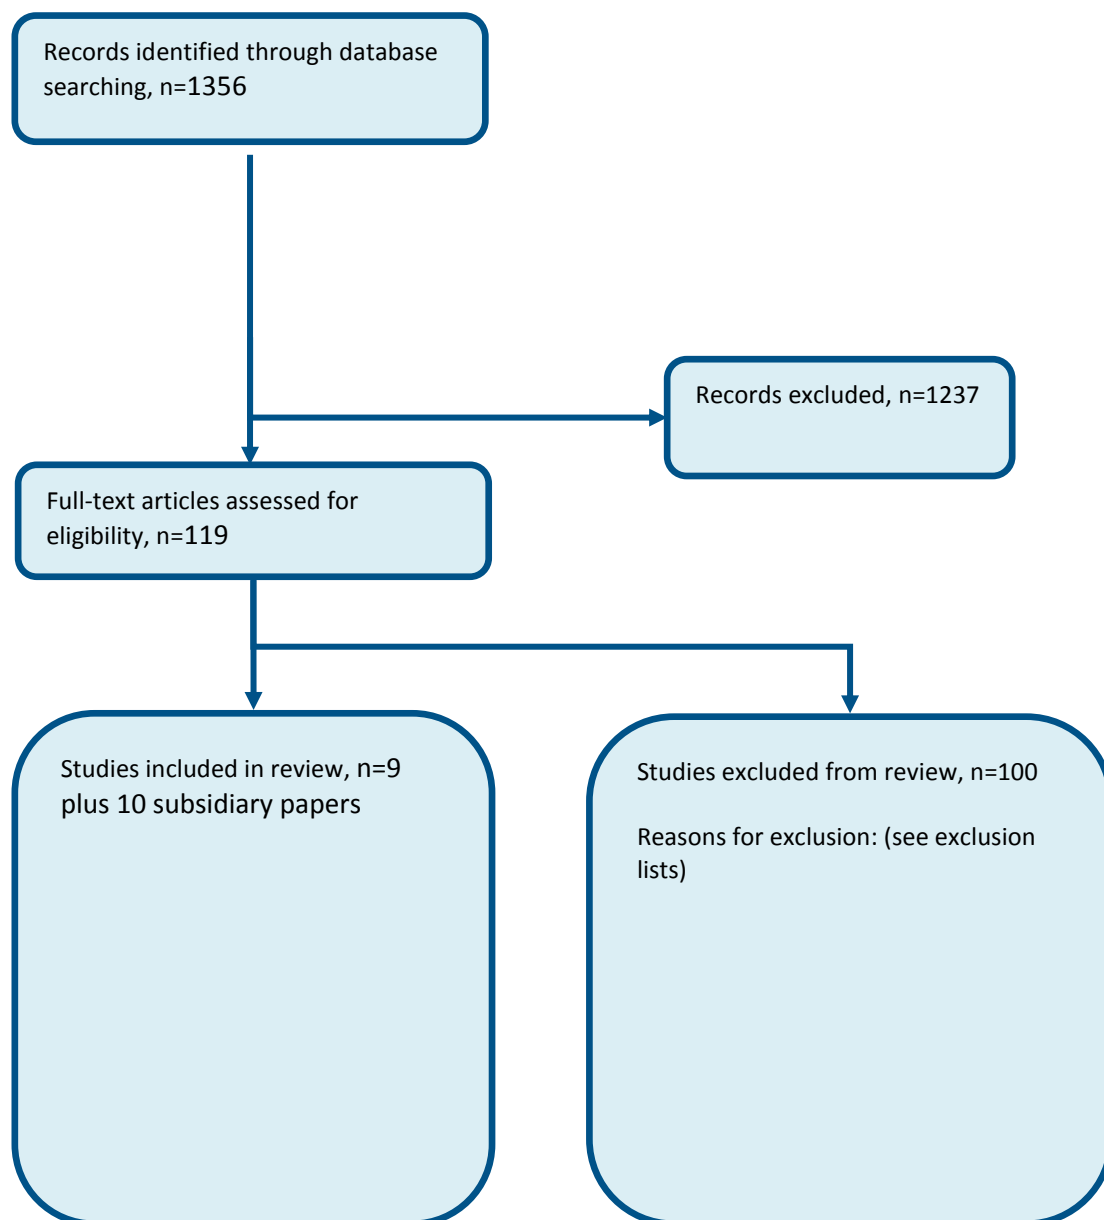 Records identified through database
searching, n=1356
Records excluded, n=1237
Full-text articles assessed for
eligibility, n=119
Studies included in review, n=9
plus 10 subsidiary papers
Studies excluded from review, n=100
Reasons for exclusion: (see exclusion
lists)